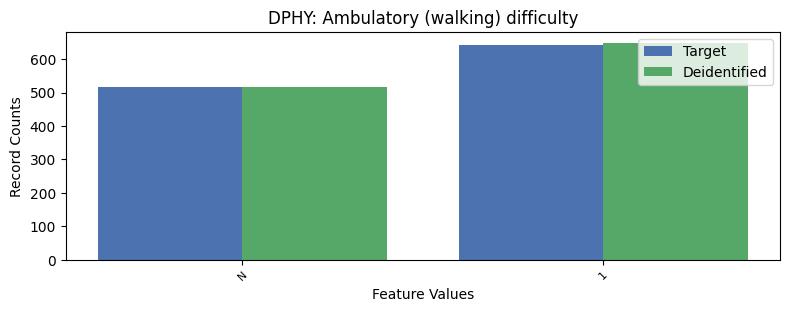 DPHY: Ambulatory (walking) difficulty
Target
Deidentified
Record Counts
600
500
400
300
200
100
0
N
1
Feature Values